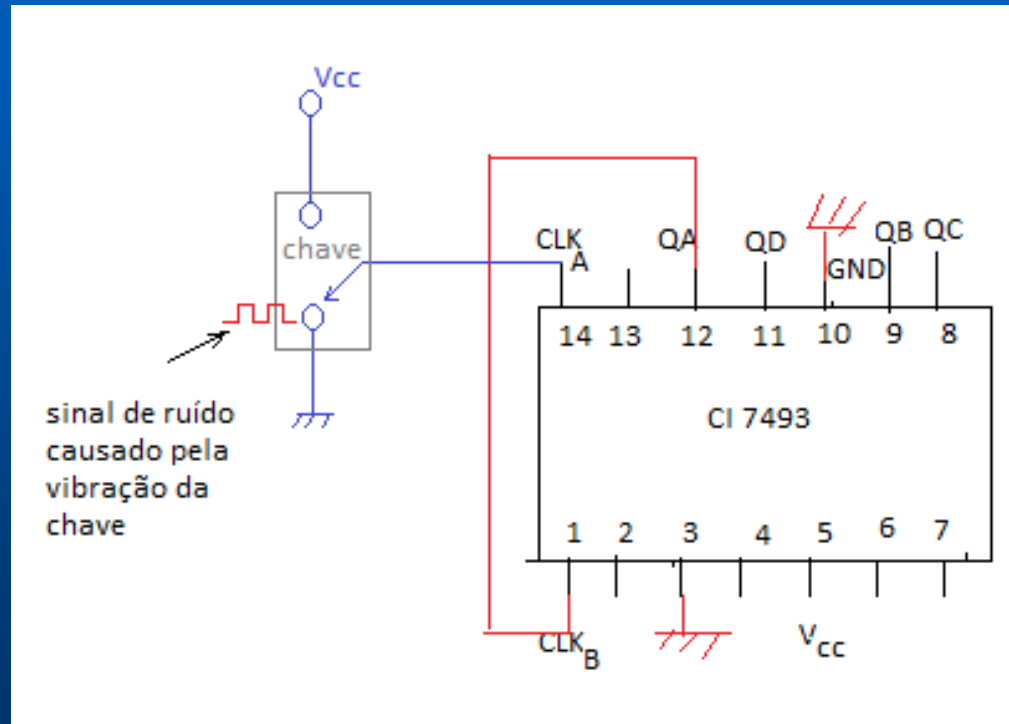 Vcc
chave
sinal de ruído
causado pela
vibração da
chave
CLK A QA QD GND QB QC
14 13 12 11 10 9 8
CI 7493
1 2 3 4 5 6 7
CLKB Vcc